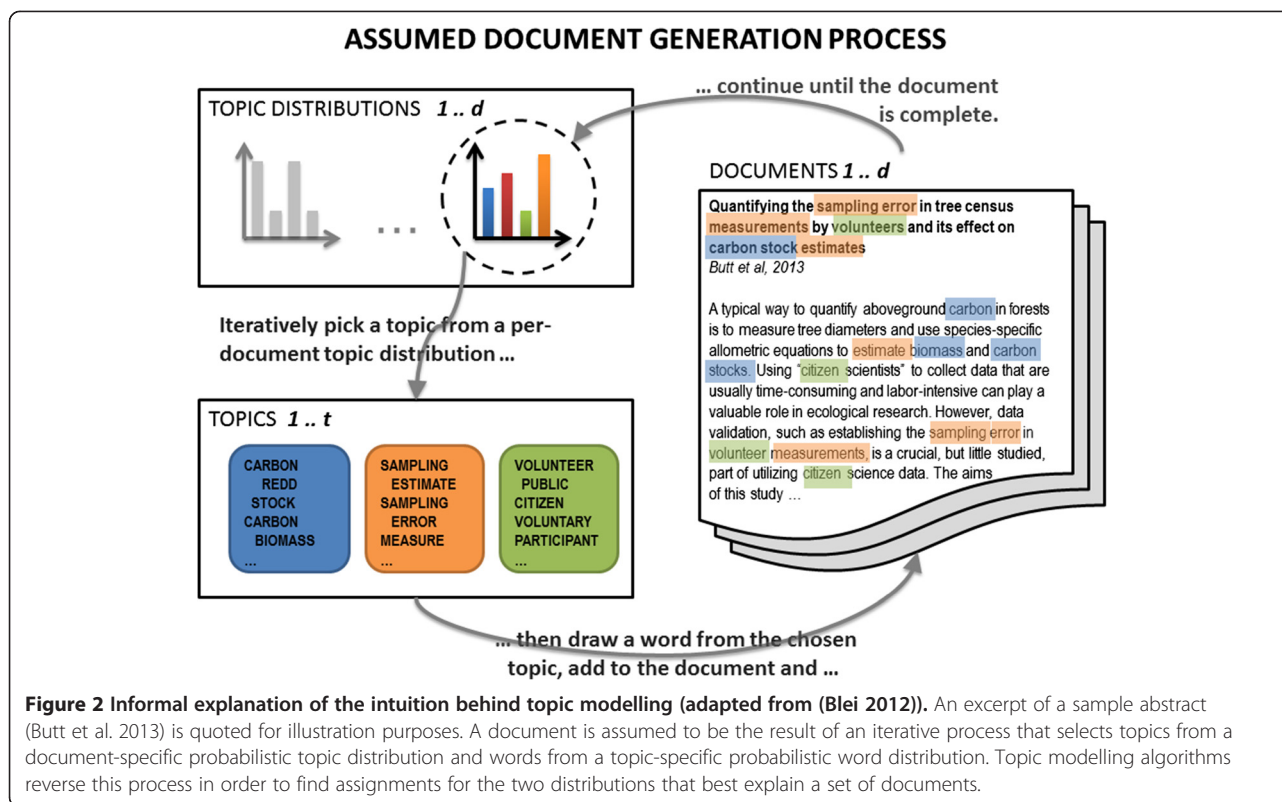 ASSUMED DOCUMENT GENERATION PROCESS
TOPIC DISTRIBUTIONS 1 .. d
...
... continue until the document
is complete.
Iteratively pick a topic from a per-
document topic distribution ...
TOPICS 1 .. t
CARBON
REDD
STOCK
CARBON
BIOMASS
...
SAMPLING
ESTIMATE
SAMPLING
ERROR
MEASURE
...
VOLUNTEER
PUBLIC
CITIZEN
VOLUNTARY
PARTICIPANT
...
DOCUMENTS 1 .. d
Quantifying the sampling error in tree census
measurements by volunteers and its effect on
carbon stock estimates
Butt et al, 2013
A typical way to quantify aboveground carbon in forests
is to measure tree diameters and use species-specific
allometric equations to estimate biomass and carbon
stocks. Using "citizen scientists" to collect data that are
usually time-consuming and labor-intensive can play a
valuable role in ecological research. However, data
validation, such as establishing the sampling error in
volunteer measurements, is a crucial, but little studied,
part of utilizing citizen science data. The aims
of this study ...
... then draw a word from the chosen
topic, add to the document and ...
Figure 2 Informal explanation of the intuition behind topic modelling (adapted from (Blei 2012)). An excerpt of a sample abstract
(Butt et al. 2013) is quoted for illustration purposes. A document is assumed to be the result of an iterative process that selects topics from a
document-specific probabilistic topic distribution and words from a topic-specific probabilistic word distribution. Topic modelling algorithms
reverse this process in order to find assignments for the two distributions that best explain a set of documents.